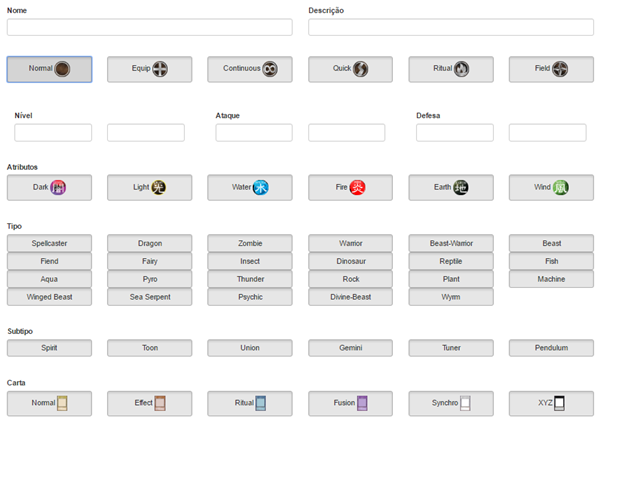 Nome Descrição
Normal Equip Continuous Quick Ritual Field
Nível Ataque Defesa
Atributos
Dark 闇 Light 光 Water 水 Fire 炎 Earth 地 Wind 風
Tipo
Spellcaster Dragon Zombie Warrior Beast-Warrior Beast
Fiend Fairy Insect Dinosaur Reptile Fish
Aqua Pyro Thunder Rock Plant Machine
Winged Beast Sea Serpent Psychic Divine-Beast Wyrm
Subtipo
Spirit Toon Union Gemini Tuner Pendulum
Carta
Normal Effect Ritual Fusion Synchro XYZ